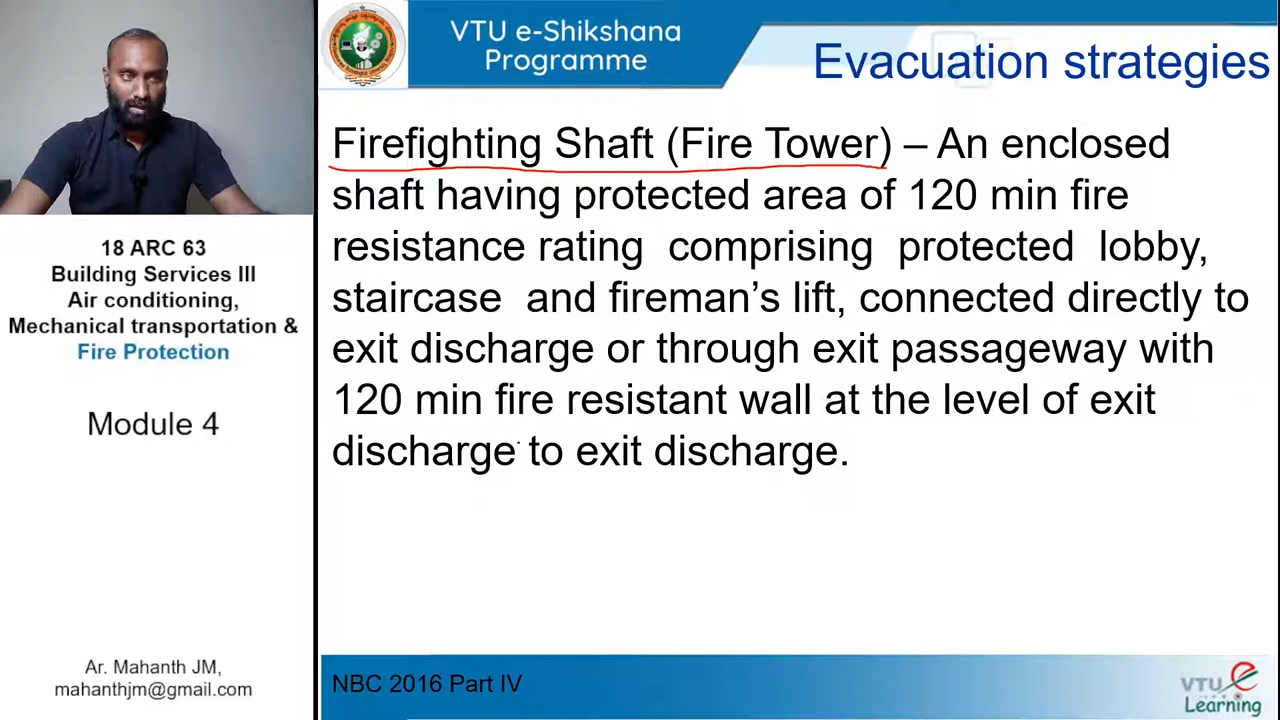 VTU e-Shikshana
Programme
Evacuation strategies
Firefighting Shaft (Fire Tower) – An enclosed
shaft having protected area of 120 min fire
resistance rating comprising protected lobby,
staircase and fireman’s lift, connected directly to
exit discharge or through exit passageway with
120 min fire resistant wall at the level of exit
discharge to exit discharge.
18 ARC 63
Building Services III
Air conditioning,
Mechanical transportation &
Fire Protection
Module 4
Ar. Mahanth JM,
mahanthjm@gmail.com
NBC 2016 Part IV
VTU
Learning